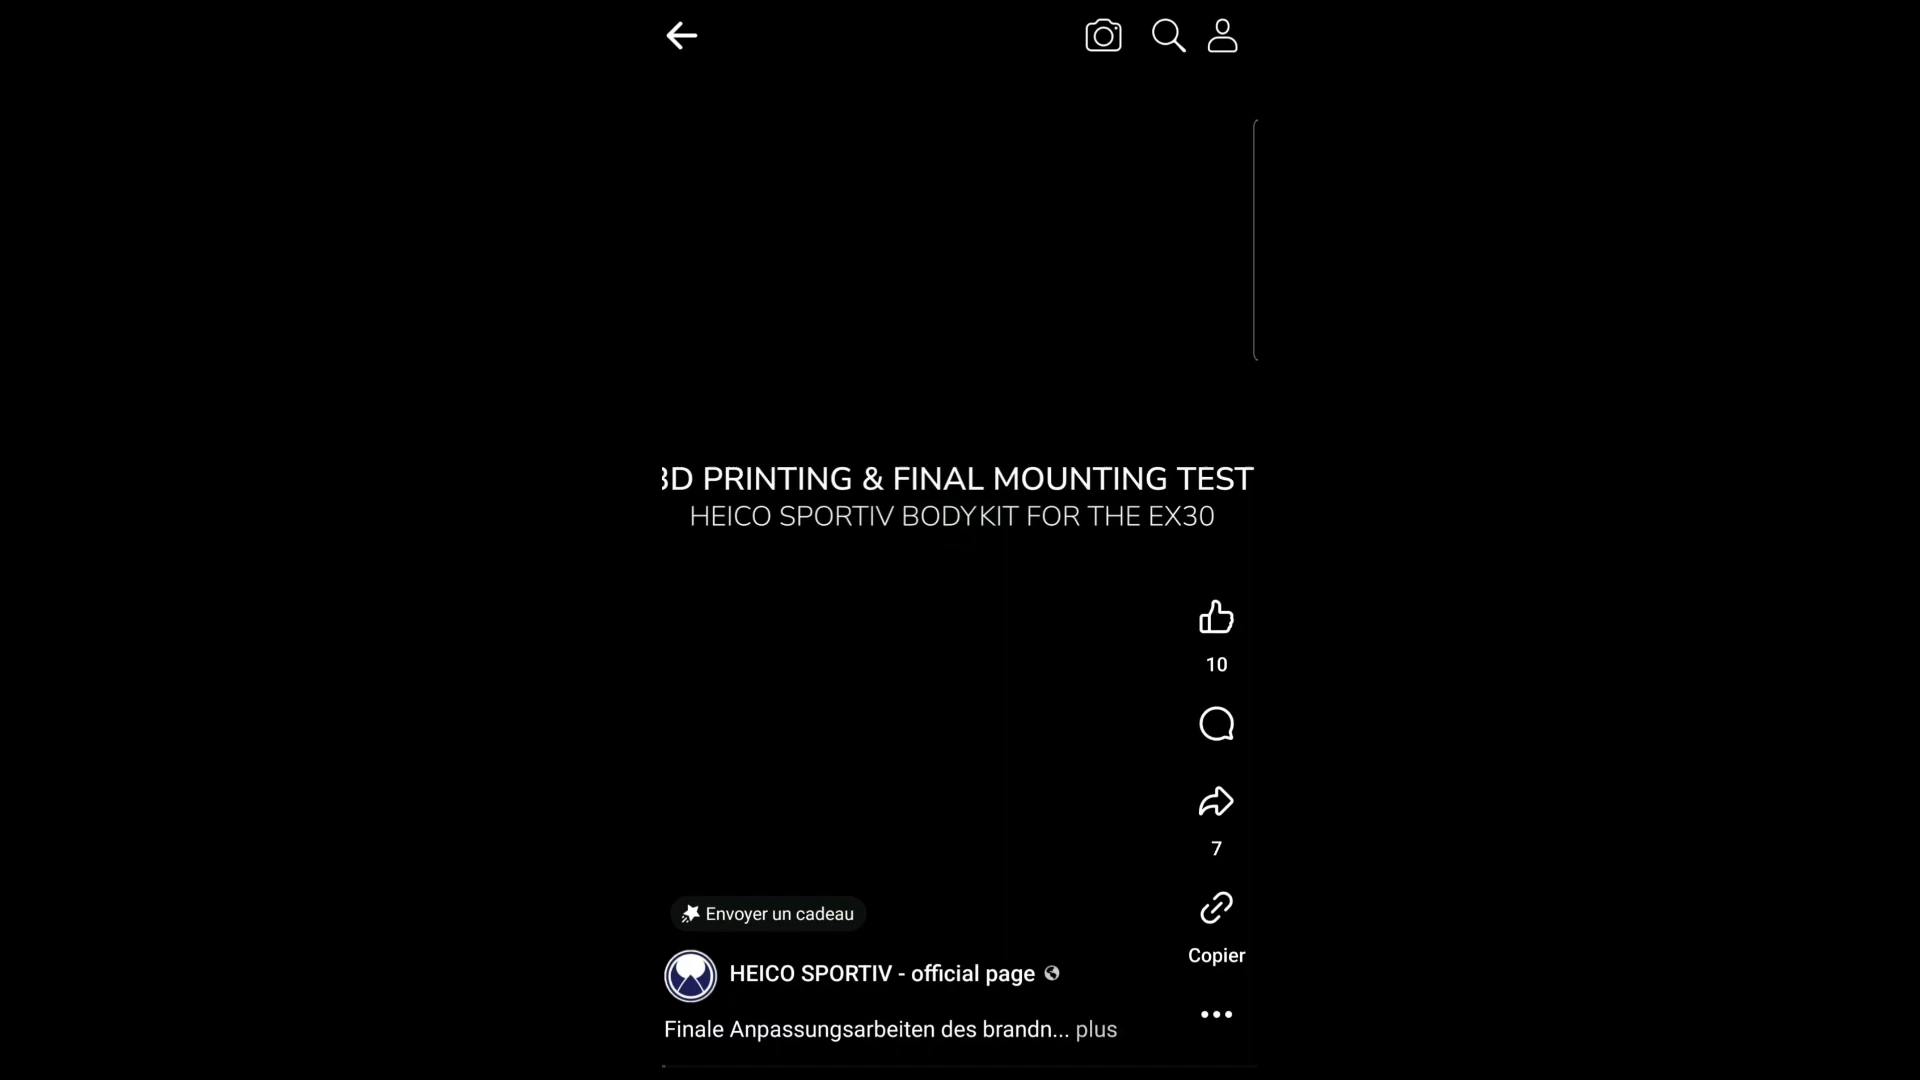 3D PRINTING & FINAL MOUNTING TEST
HEICO SPORTIV BODYKIT FOR THE EX30
10
7
Envoyer un cadeau
Copier
HEICO SPORTIV - official page
Finale Anpassungsarbeiten des brandn... plus